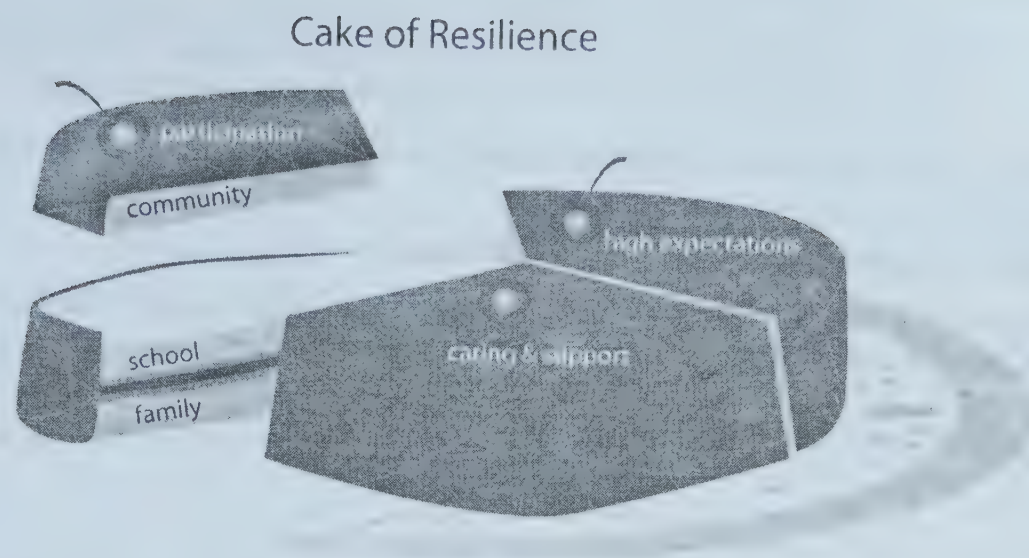 Cake of Resilience
participation
community
high expectations
caring & support
school
family